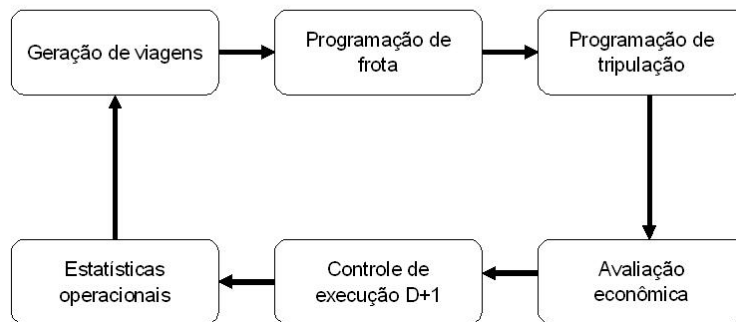 Geração de viagens
Programação de
frota
Programação de
tripulação
Estatísticas
operacionais
Controle de
execução D+1
Avaliação
econômica